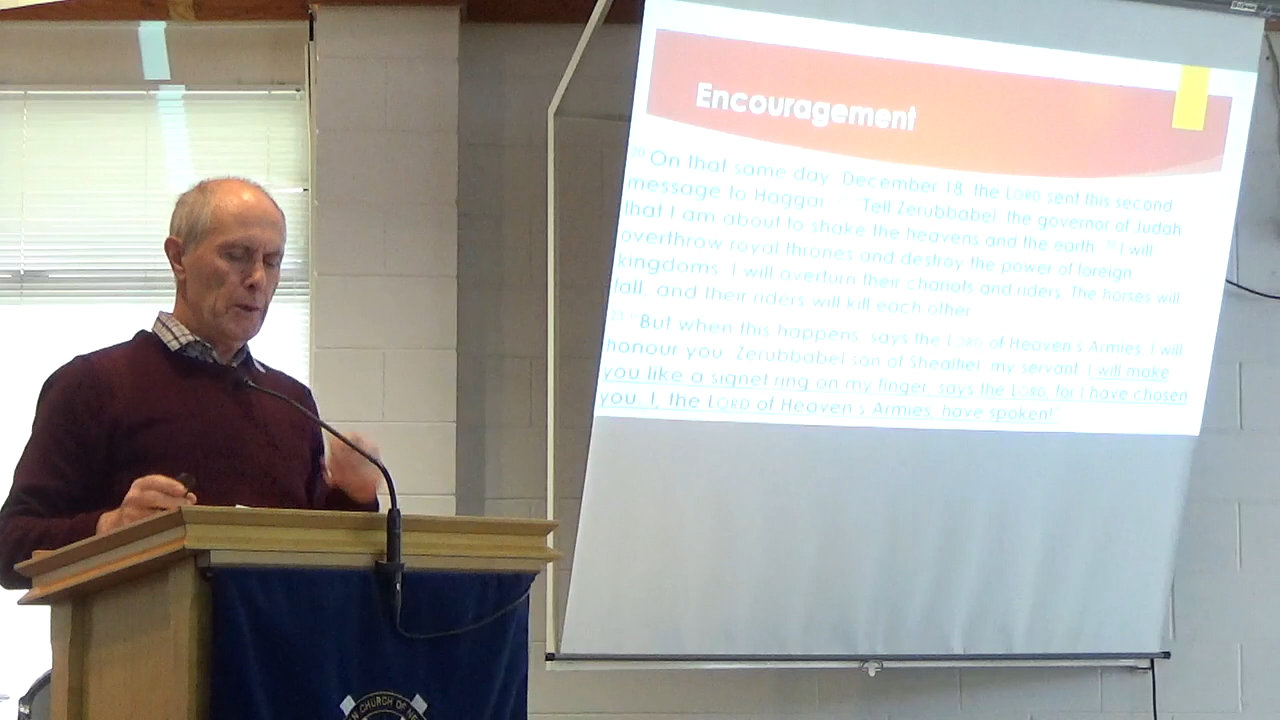 Encouragement
20 On that same day, December 18, the LORD sent this second
message to Haggai: Tell Zerubbabel, the governor of Judah
that I am about to shake the heavens and the earth. I will
overthrow royal thrones and destroy the power of foreign
kingdoms. I will overturn their chariots and riders. The horses will
fall, and their riders will kill each other.
23 "But when this happens, says the LORD of Heaven's Armies, I will
honour you, Zerubbabel son of Shealtiel, my servant. I will make
you like a signet ring on my finger, says the LORD, for I have chosen
you. I, the LORD of Heaven's Armies, have spoken!"
CHURCH OF NE